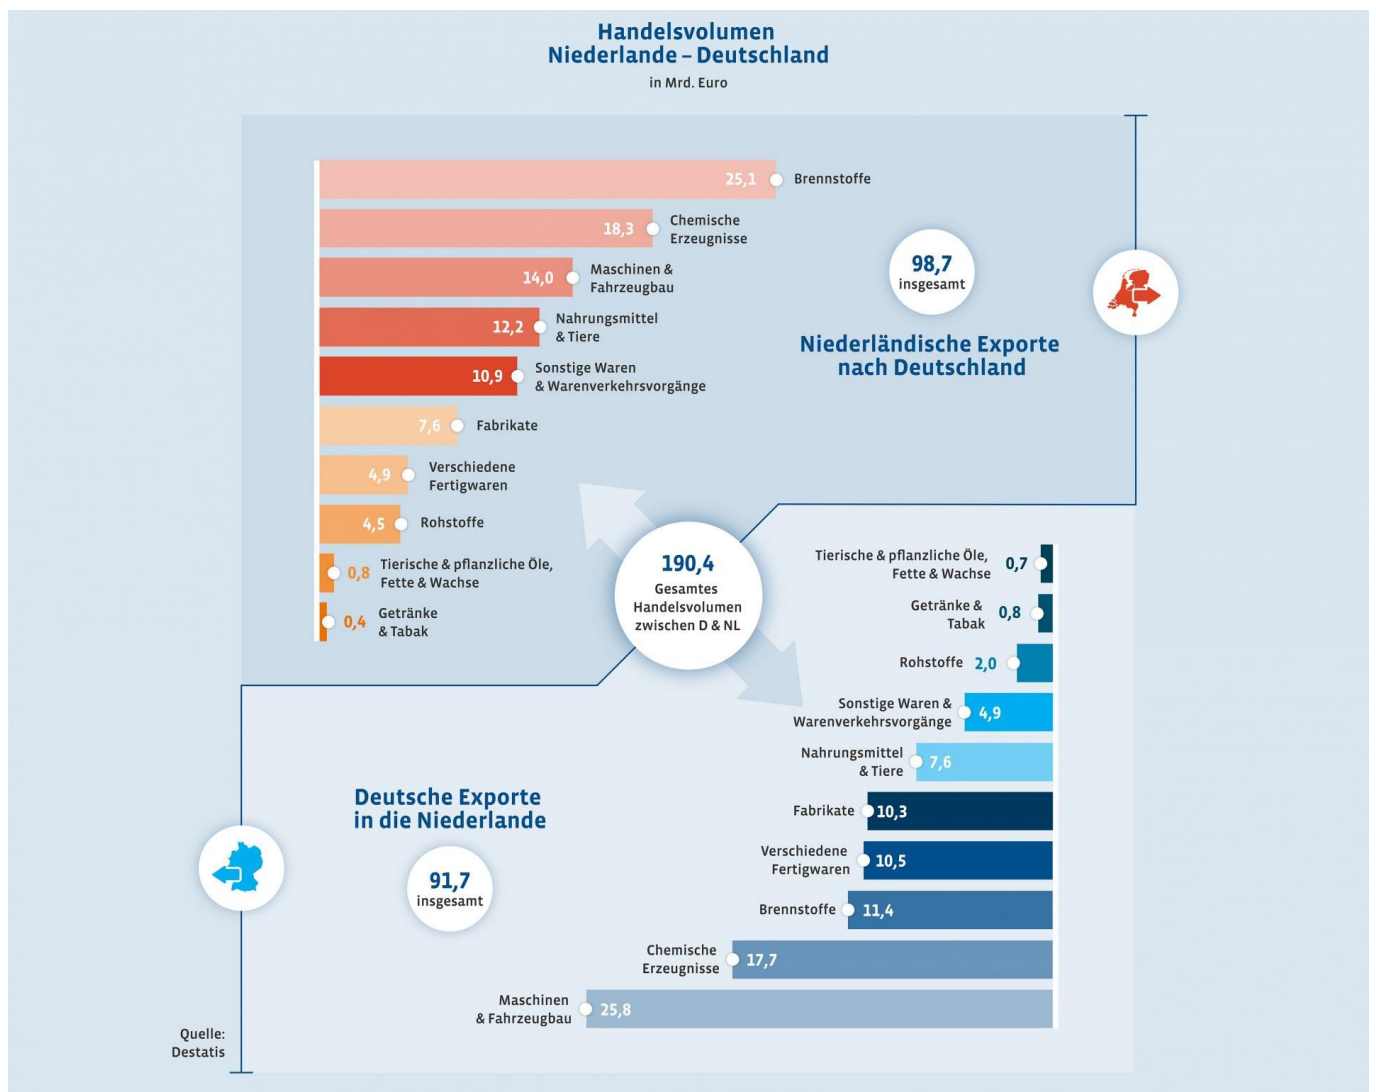 Handelsvolumen
Niederlande – Deutschland
in Mrd. Euro
25,1 Brennstoffe
18,3 Chemische
Erzeugnisse
14,0 Maschinen &
Fahrzeugbau
12,2 Nahrungsmittel
& Tiere
10,9 Sonstige Waren
& Warenverkehrsvorgänge
7,6 Fabrikate
4,9 Verschiedene
Fertigwaren
4,5 Rohstoffe
0,8 Tierische & pflanzliche Öle,
Fette & Wachse
0,4 Getränke
& Tabak
98,7
insgesamt
Niederländische Exporte
nach Deutschland
190,4
Gesamtes
Handelsvolumen
zwischen D & NL
Tierische & pflanzliche Öle,
Fette & Wachse 0,7
Getränke &
Tabak 0,8
Rohstoffe 2,0
Sonstige Waren &
Warenverkehrsvorgänge 4,9
Nahrungsmittel
& Tiere 7,6
Fabrikate 10,3
Verschiedene
Fertigwaren 10,5
Brennstoffe 11,4
Chemische
Erzeugnisse 17,7
Maschinen
& Fahrzeugbau 25,8
Deutsche Exporte
in die Niederlande
91,7
insgesamt
Quelle:
Destatis